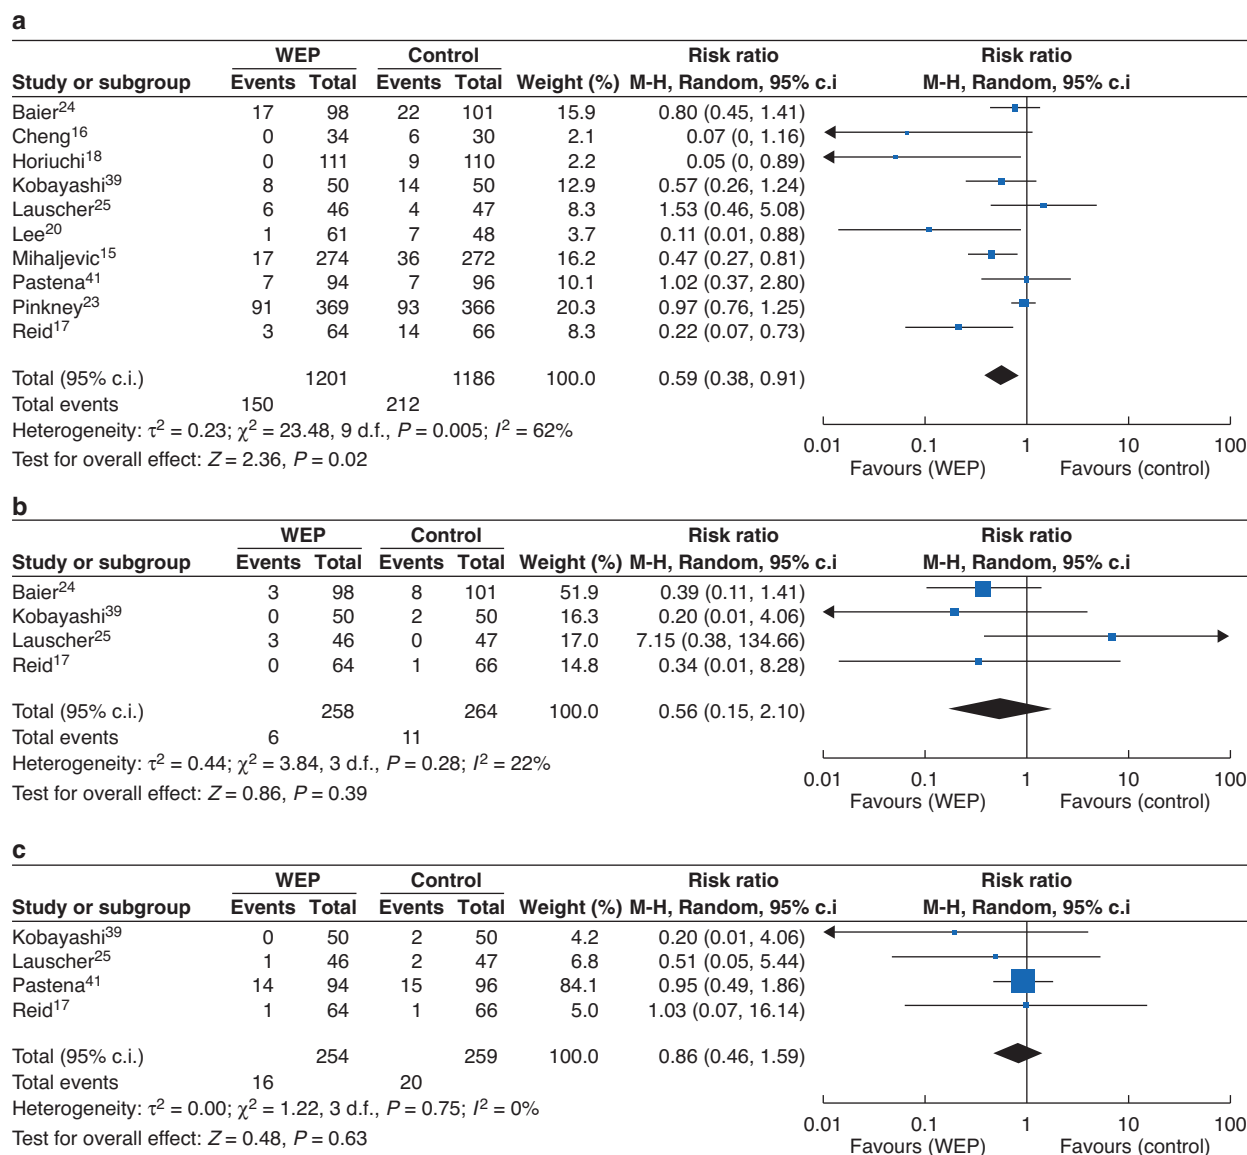 a
WEP Control Risk ratio Risk ratio
Study or subgroup Events Total Events Total Weight (%) M-H, Random, 95% c.i M-H, Random, 95% c.i
Baier24 17 98 22 101 15.9 0.80 (0.45, 1.41)
Cheng16 0 34 6 30 2.1 0.07 (0, 1.16)
Horiuchi18 0 111 9 110 2.2 0.05 (0, 0.89)
Kobayashi39 8 50 14 50 12.9 0.57 (0.26, 1.24)
Lauscher25 6 46 4 47 8.3 1.53 (0.46, 5.08)
Lee20 1 61 7 48 3.7 0.11 (0.01, 0.88)
Mihaljevic15 17 274 36 272 16.2 0.47 (0.27, 0.81)
Pastena41 7 94 7 96 10.1 1.02 (0.37, 2.80)
Pinkney23 91 369 93 366 20.3 0.97 (0.76, 1.25)
Reid17 3 64 14 66 8.3 0.22 (0.07, 0.73)
Total (95% c.i.) 1201 1186 100.0 0.59 (0.38, 0.91)
Total events 150 212
Heterogeneity: τ2 = 0.23; χ2 = 23.48, 9 d.f., P = 0.005; I2 = 62%
Test for overall effect: Z = 2.36, P = 0.02
0.01 0.1 1 10 100
Favours (WEP) Favours (control)
b
WEP Control Risk ratio Risk ratio
Study or subgroup Events Total Events Total Weight (%) M-H, Random, 95% c.i M-H, Random, 95% c.i
Baier24 3 98 8 101 51.9 0.39 (0.11, 1.41)
Kobayashi39 0 50 2 50 16.3 0.20 (0.01, 4.06)
Lauscher25 3 46 0 47 17.0 7.15 (0.38, 134.66)
Reid17 0 64 1 66 14.8 0.34 (0.01, 8.28)
Total (95% c.i.) 258 264 100.0 0.56 (0.15, 2.10)
Total events 6 11
Heterogeneity: τ2 = 0.44; χ2 = 3.84, 3 d.f., P = 0.28; I2 = 22%
Test for overall effect: Z = 0.86, P = 0.39
0.01 0.1 1 10 100
Favours (WEP) Favours (control)
c
WEP Control Risk ratio Risk ratio
Study or subgroup Events Total Events Total Weight (%) M-H, Random, 95% c.i M-H, Random, 95% c.i
Kobayashi39 0 50 2 50 4.2 0.20 (0.01, 4.06)
Lauscher25 1 46 2 47 6.8 0.51 (0.05, 5.44)
Pastena41 14 94 15 96 84.1 0.95 (0.49, 1.86)
Reid17 1 64 1 66 5.0 1.03 (0.07, 16.14)
Total (95% c.i.) 254 259 100.0 0.86 (0.46, 1.59)
Total events 16 20
Heterogeneity: τ2 = 0.00; χ2 = 1.22, 3 d.f., P = 0.75; I2 = 0%
Test for overall effect: Z = 0.48, P = 0.63
0.01 0.1 1 10 100
Favours (WEP) Favours (control)